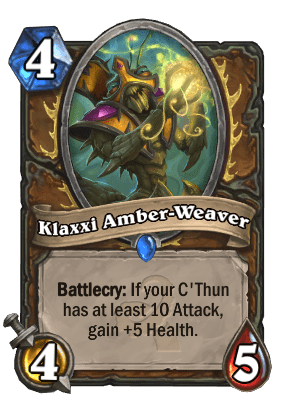 4
Klaxxi Amber-Weaver
Battlecry: If your C'Thun
has at least 10 Attack,
gain +5 Health.
4
5